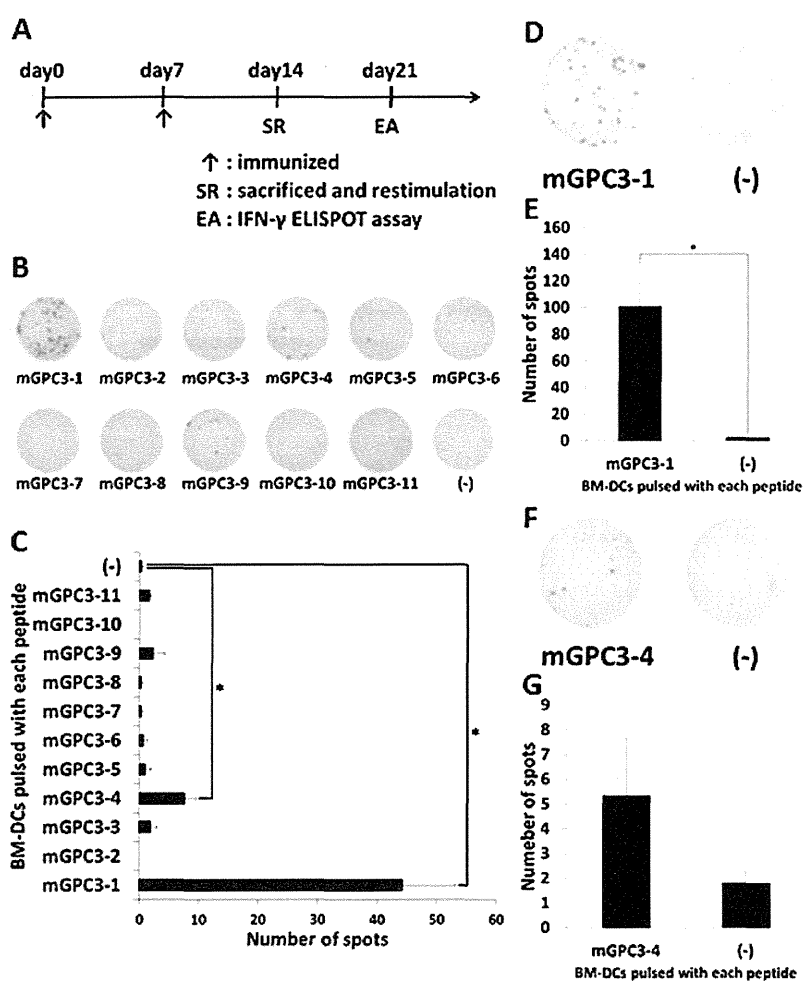 A
day0 day7 day14 day21
SR EA
↑ : immunized
SR : sacrificed and restimulation
EA : IFN-γ ELISPOT assay
B
mGPC3-1 mGPC3-2 mGPC3-3 mGPC3-4 mGPC3-5 mGPC3-6
mGPC3-7 mGPC3-8 mGPC3-9 mGPC3-10 mGPC3-11 (-)
C
BM-DCs pulsed with each peptide
(-)
mGPC3-11
mGPC3-10
mGPC3-9
mGPC3-8
mGPC3-7
mGPC3-6
mGPC3-5
mGPC3-4
mGPC3-3
mGPC3-2
mGPC3-1
*
*
0 10 20 30 40 50 60
Number of spots
D
mGPC3-1 (-)
E
Number of spots
160
140
120
100
80
60
40
20
0
*
mGPC3-1 (-)
BM-DCs pulsed with each peptide
F
mGPC3-4 (-)
G
Numeber of spots
9
8
7
6
5
4
3
2
1
0
mGPC3-4 (-)
BM-DCs pulsed with each peptide